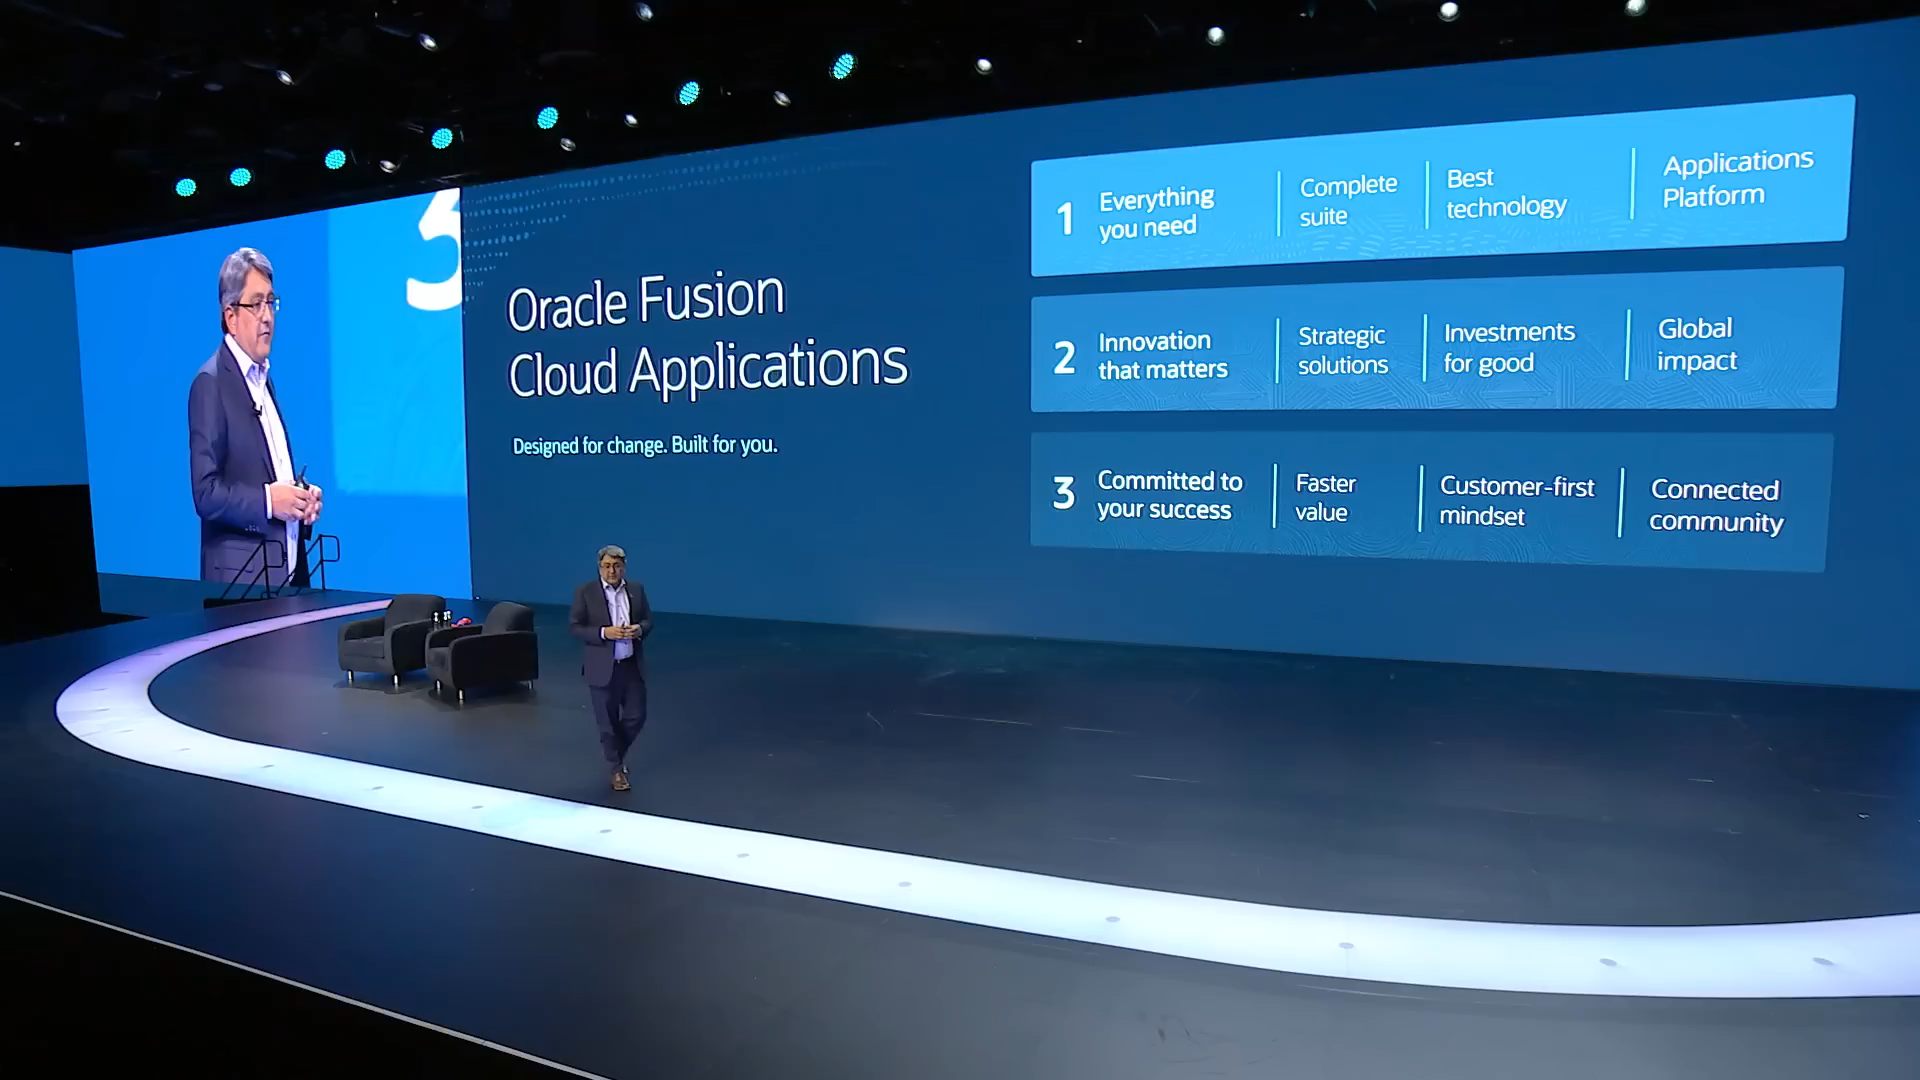 3
Oracle Fusion
Cloud Applications
Designed for change. Built for you.
1
Everything
you need
Complete
suite
Best
technology
Applications
Platform
2
Innovation
that matters
Strategic
solutions
Investments
for good
Global
impact
3
Committed to
your success
Faster
value
Customer-first
mindset
Connected
community